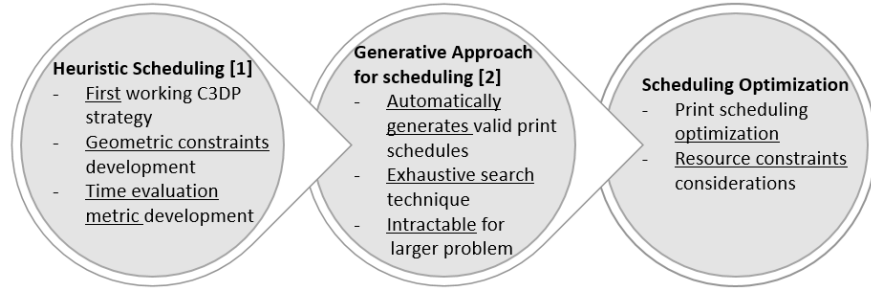 Heuristic Scheduling [1]
- First working C3DP
strategy
- Geometric constraints
development
- Time evaluation
metric development
Generative Approach
for scheduling [2]
- Automatically
generates valid print
schedules
- Exhaustive search
technique
- Intractable for
larger problem
Scheduling Optimization
- Print scheduling
optimization
- Resource constraints
considerations